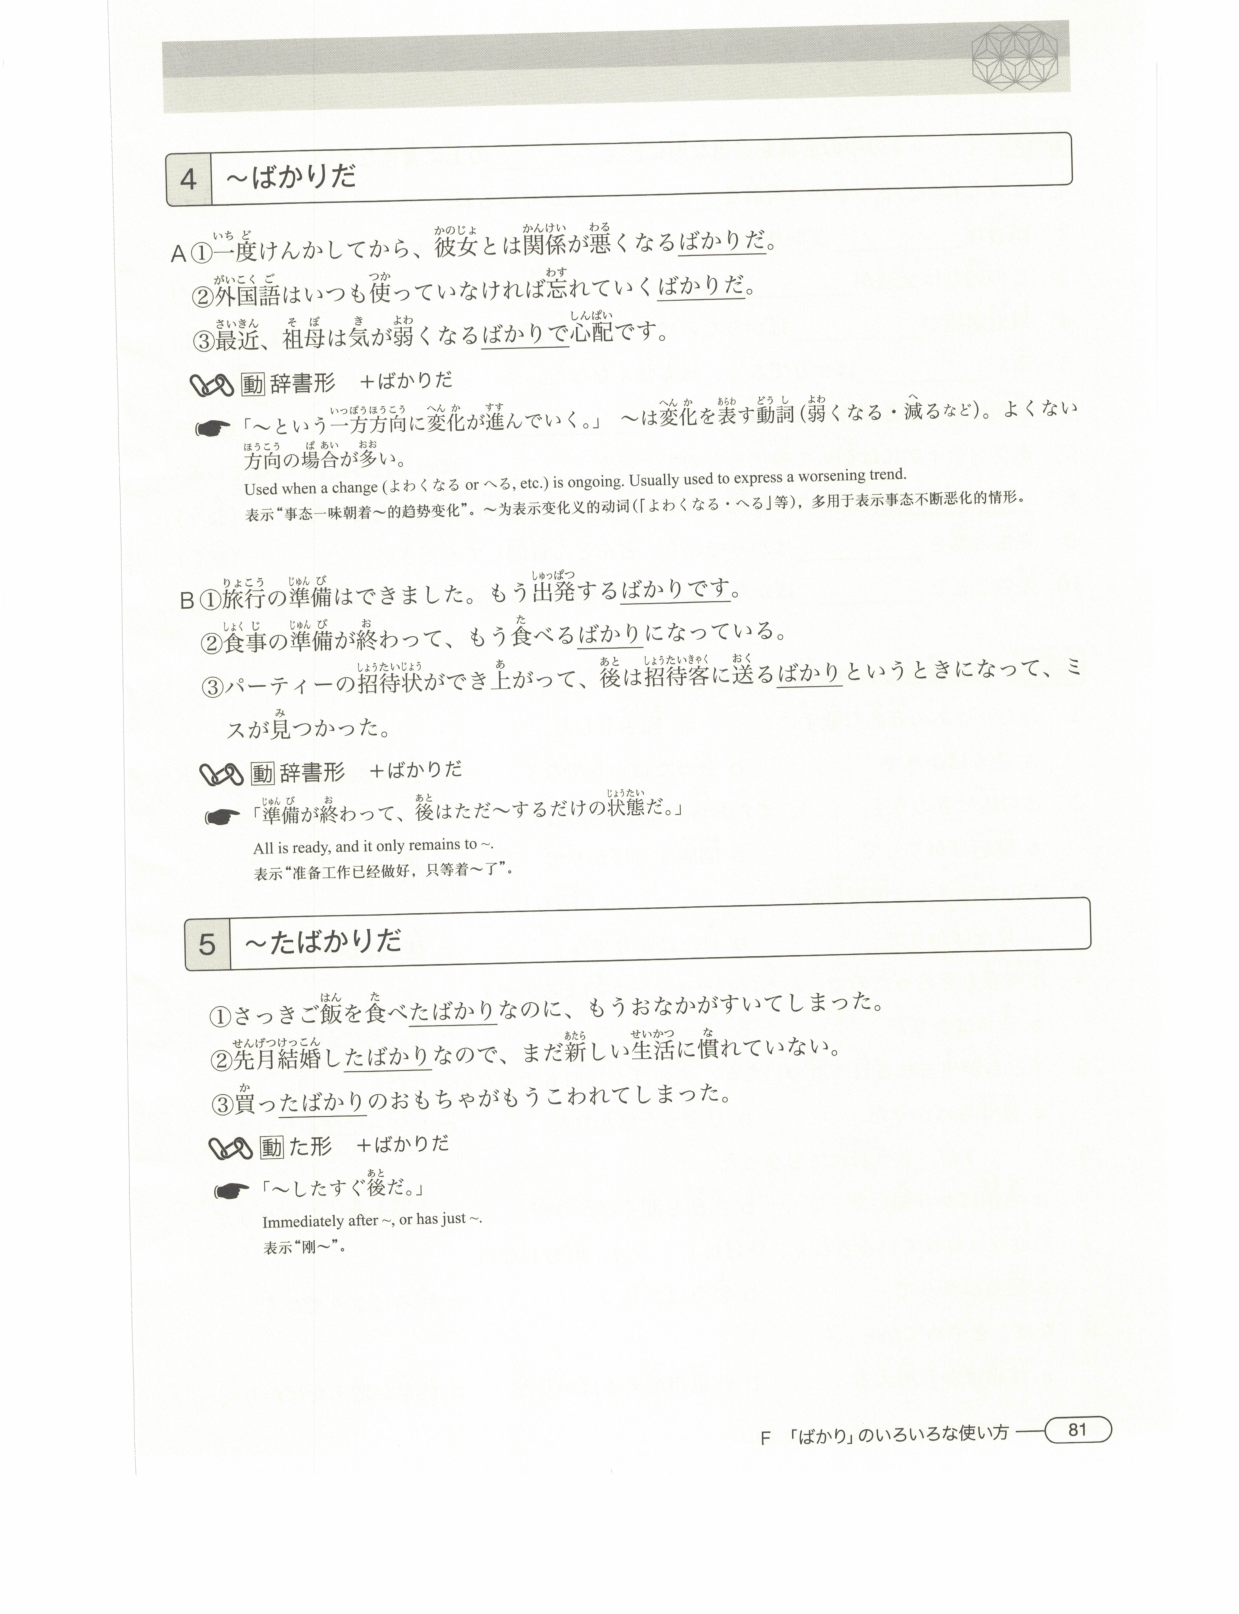 4 ～ばかりだ
A①一度けんかしてから、彼女とは関係が悪くなるばかりだ。
②外国語はいつも使っていなければ忘れていくばかりだ。
③最近、祖母は気が弱くなるばかりで心配です。
動辞書形　＋ばかりだ
「～という一方方向に変化が進んでいく。」　～は変化を表す動詞(弱くなる・減るなど)。よくない
方向の場合が多い。
Used when a change (よわくなる or へる, etc.) is ongoing. Usually used to express a worsening trend.
表示“事态一味朝着～的趋势变化”。～为表示变化义的动词(「よわくなる・へる」等)，多用于表示事态不断恶化的情形。
B①旅行の準備はできました。もう出発するばかりです。
②食事の準備が終わって、もう食べるばかりになっている。
③パーティーの招待状ができ上がって、後は招待客に送るばかりというときになって、ミ
スが見つかった。
動辞書形　＋ばかりだ
「準備が終わって、後はただ～するだけの状態だ。」
All is ready, and it only remains to ~.
表示“准备工作已经做好，只等着～了”。
5 ～たばかりだ
①さっきご飯を食べたばかりなのに、もうおなかがすいてしまった。
②先月結婚したばかりなので、まだ新しい生活に慣れていない。
③買ったばかりのおもちゃがもうこわれてしまった。
動た形　＋ばかりだ
「～したすぐ後だ。」
Immediately after ~, or has just ~.
表示“刚～”。
F　「ばかり」のいろいろな使い方 81